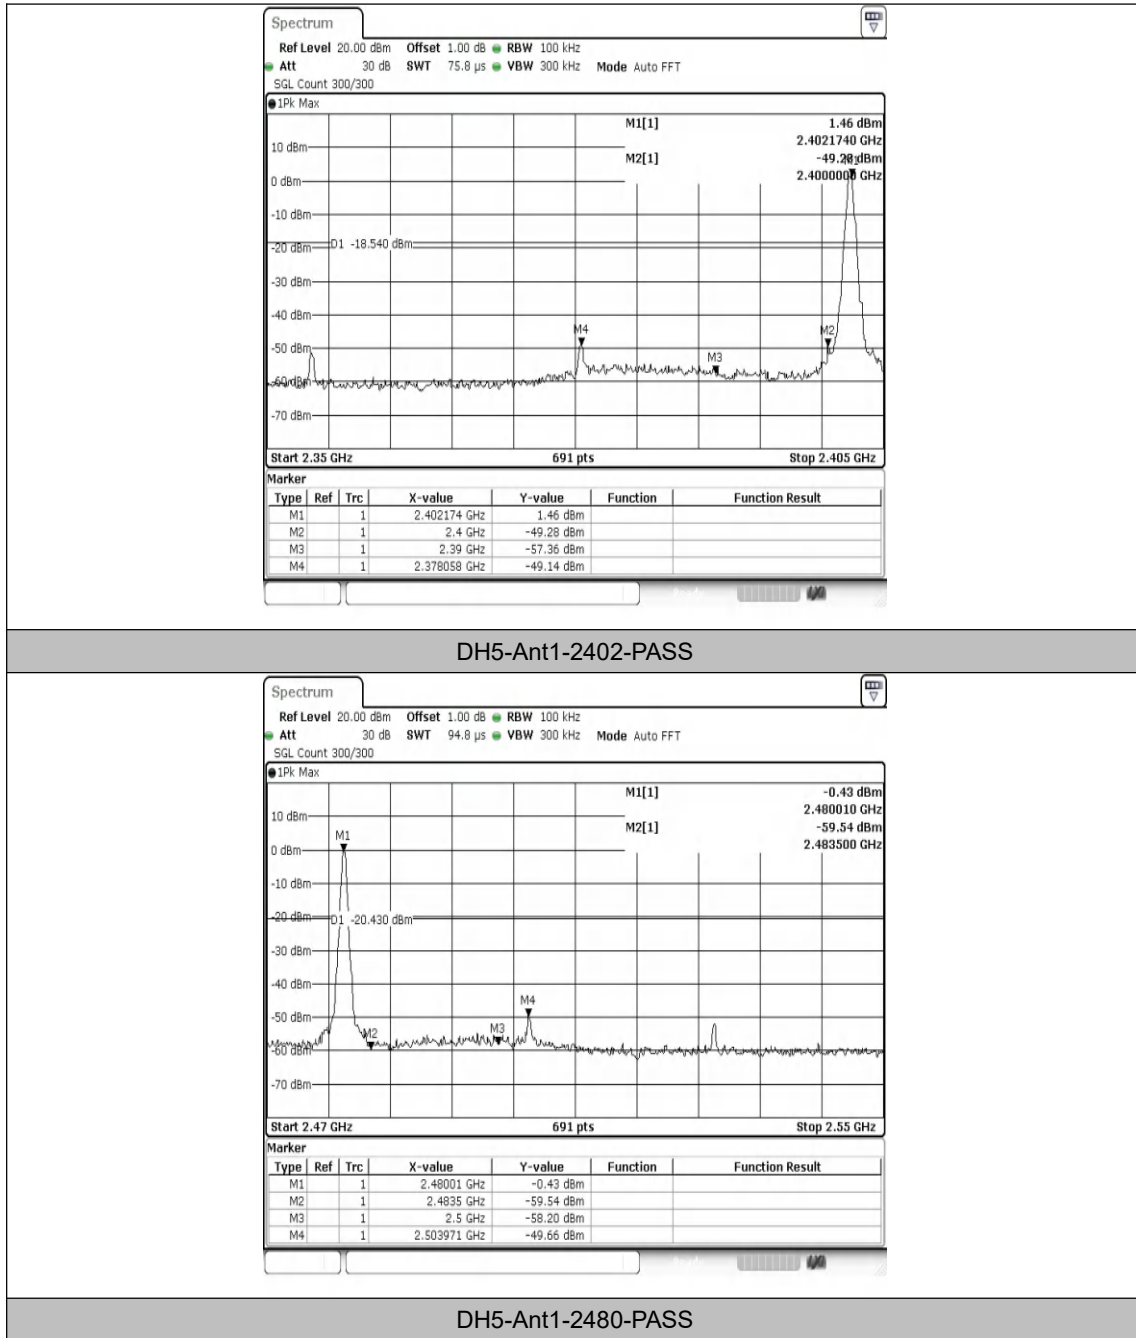 Spectrum
Ref Level 20.00 dBm Offset 1.00 dB RBW 100 kHz
Att 30 dB SWT 75.8 µs VBW 300 kHz Mode Auto FFT
SGL Count 300/300
1Pk Max
M1[1] 1.46 dBm
2.4021740 GHz
10 dBm
M2[1] -49.28 dBm
M1
0 dBm
2.4000000 GHz
-10 dBm
D1 -18.540 dBm
-20 dBm
-30 dBm
-40 dBm
M4
M2
-50 dBm
M3
-60 dBm
-70 dBm
Start 2.35 GHz 691 pts Stop 2.405 GHz
Marker
Type Ref Trc X-value Y-value Function Function Result
M1 1 2.402174 GHz 1.46 dBm
M2 1 2.4 GHz -49.28 dBm
M3 1 2.39 GHz -57.36 dBm
M4 1 2.378058 GHz -49.14 dBm
DH5-Ant1-2402-PASS
Spectrum
Ref Level 20.00 dBm Offset 1.00 dB RBW 100 kHz
Att 30 dB SWT 94.8 µs VBW 300 kHz Mode Auto FFT
SGL Count 300/300
1Pk Max
M1[1] -0.43 dBm
2.480010 GHz
10 dBm
M2[1] -59.54 dBm
M1
0 dBm
2.483500 GHz
-10 dBm
-20 dBm
D1 -20.430 dBm
-30 dBm
-40 dBm
M4
-50 dBm
M2
M3
-60 dBm
-70 dBm
Start 2.47 GHz 691 pts Stop 2.55 GHz
Marker
Type Ref Trc X-value Y-value Function Function Result
M1 1 2.48001 GHz -0.43 dBm
M2 1 2.4835 GHz -59.54 dBm
M3 1 2.5 GHz -58.20 dBm
M4 1 2.503971 GHz -49.66 dBm
DH5-Ant1-2480-PASS